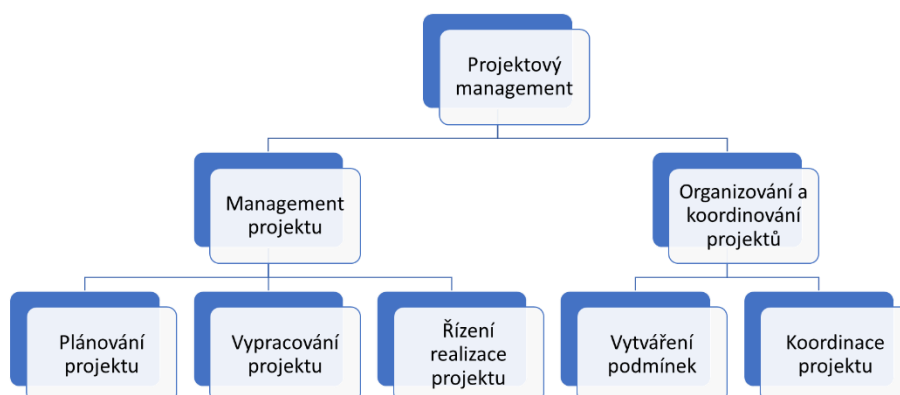 Projektový
management
Management
projektu
Organizování a
koordinování
projektů
Plánování
projektu
Vypracování
projektu
Řízení
realizace
projektu
Vytváření
podmínek
Koordinace
projektu